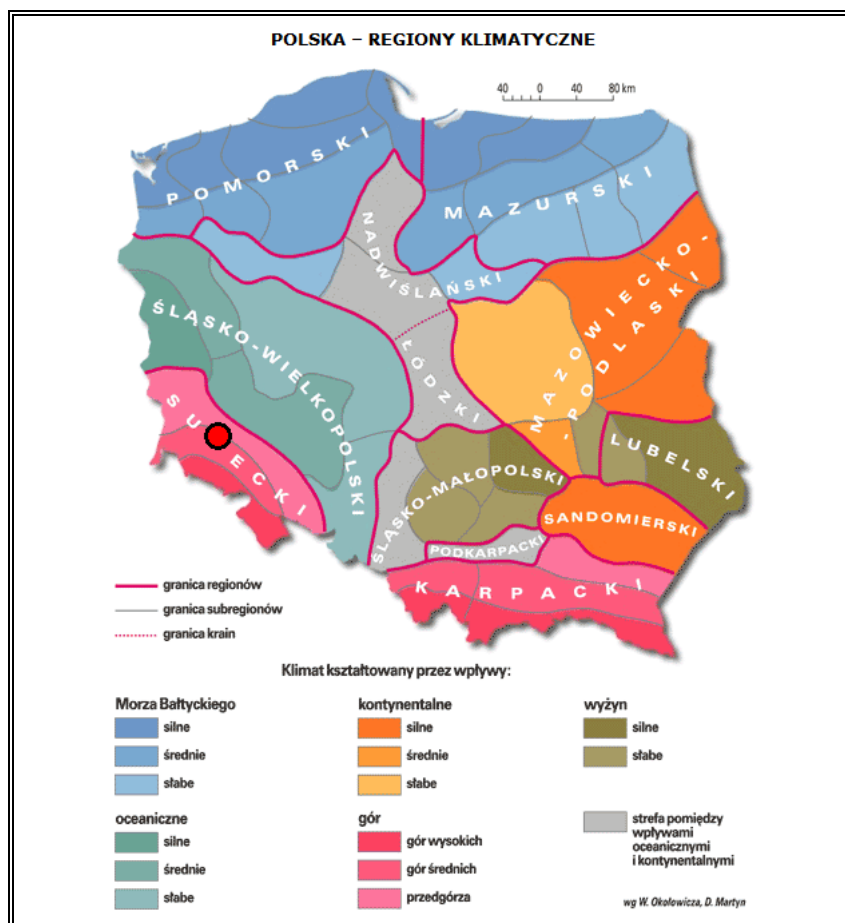 POLSKA – REGIONY KLIMATYCZNE
40 0 40 80 km
POMORSKI
MAZURSKI
NADWIŚLAŃSKI
MAZOWIECKO-
-PODLASKI
ŚLĄSKO-WIELKOPOLSKI
ŁÓDZKI
SU ECKI
LUBELSKI
ŚLĄSKO-MAŁOPOLSKI
SANDOMIERSKI
PODKARPACKI
KARPACKI
granica regionów
granica subregionów
granica krain
Klimat kształtowany przez wpływy:
Morza Bałtyckiego
silne
średnie
słabe
kontynentalne
silne
średnie
słabe
wyżyn
silne
słabe
oceaniczne
silne
średnie
słabe
gór
gór wysokich
gór średnich
przedgórza
strefa pomiędzy
wpływami
oceanicznymi
i kontynentalnymi
wg W. Okołowicza, D. Martyn